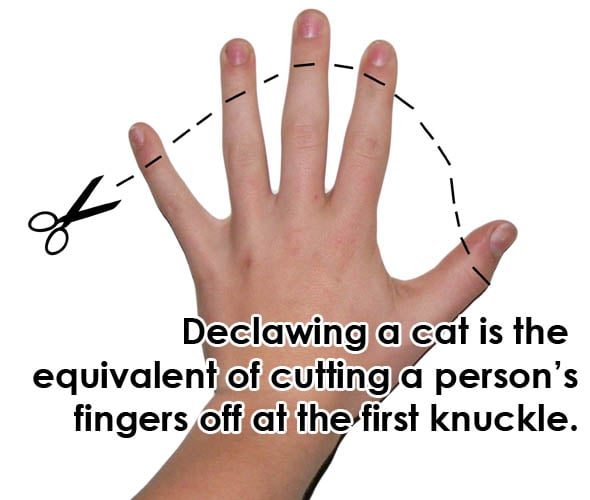 Declawing a cat is the
equivalent of cutting a person's
fingers off at the first knuckle.